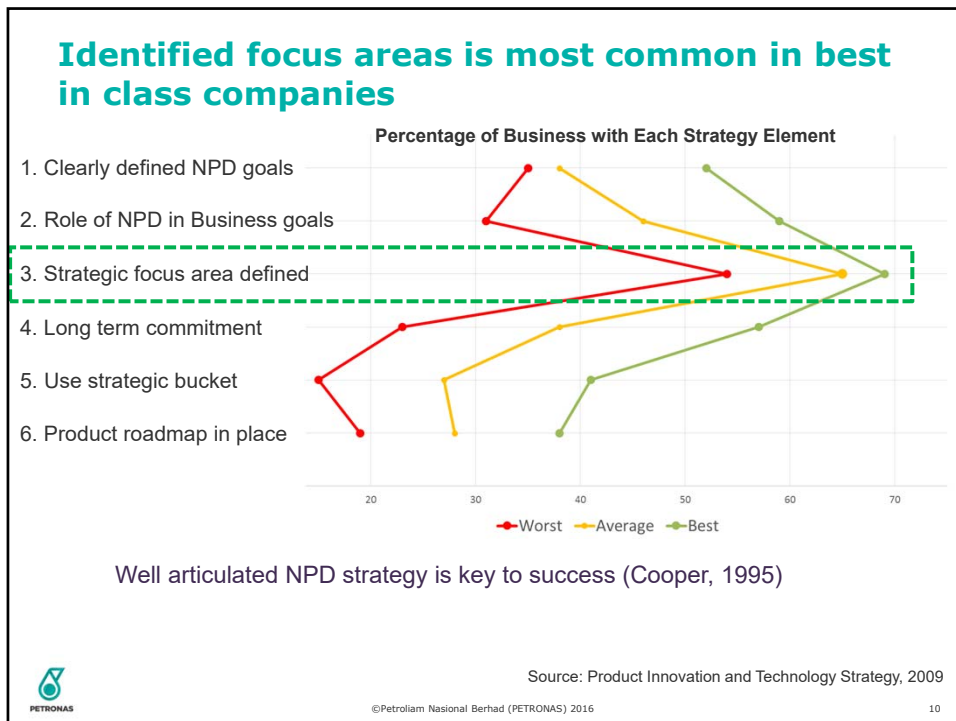 Identified focus areas is most common in best
in class companies
Percentage of Business with Each Strategy Element
1. Clearly defined NPD goals
2. Role of NPD in Business goals
3. Strategic focus area defined
4. Long term commitment
5. Use strategic bucket
6. Product roadmap in place
20 30 40 50 60 70
Worst Average Best
Well articulated NPD strategy is key to success (Cooper, 1995)
Source: Product Innovation and Technology Strategy, 2009
PETRONAS
©Petroliam Nasional Berhad (PETRONAS) 2016
10